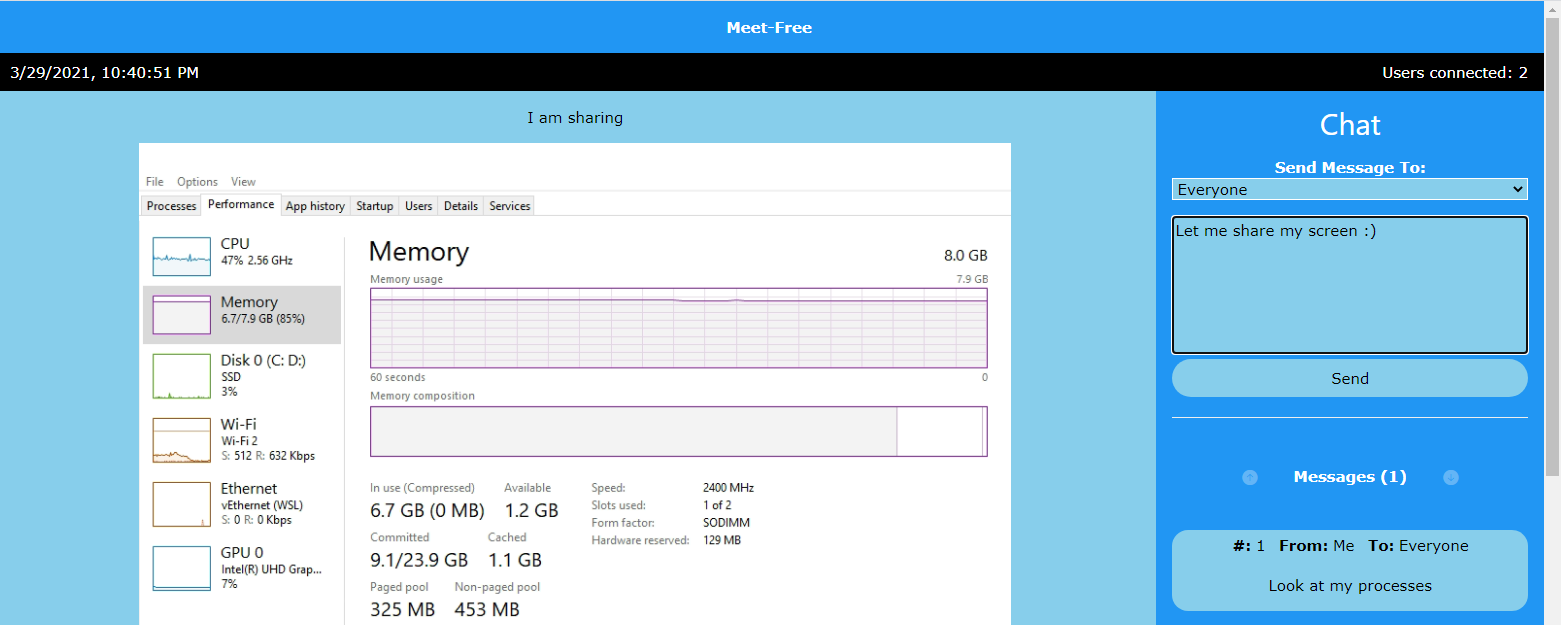 Meet-Free
3/29/2021, 10:40:51 PM
Users connected: 2
I am sharing
File Options View
Processes Performance App history Startup Users Details Services
CPU
47% 2.56 GHz
Memory
6.7/7.9 GB (85%)
Disk 0 (C: D:)
SSD
3%
Wi-Fi
Wi-Fi 2
S: 512 R: 632 Kbps
Ethernet
vEthernet (WSL)
S: 0 R: 0 Kbps
GPU 0
Intel(R) UHD Grap...
7%
Memory
8.0 GB
Memory usage
7.9 GB
60 seconds
0
Memory composition
In use (Compressed)
6.7 GB (0 MB)
Available
1.2 GB
Committed
9.1/23.9 GB
Cached
1.1 GB
Paged pool
325 MB
Non-paged pool
453 MB
Speed: 2400 MHz
Slots used: 1 of 2
Form factor: SODIMM
Hardware reserved: 129 MB
Chat
Send Message To:
Everyone
Let me share my screen :)
Send
Messages (1)
#: 1 From: Me To: Everyone
Look at my processes